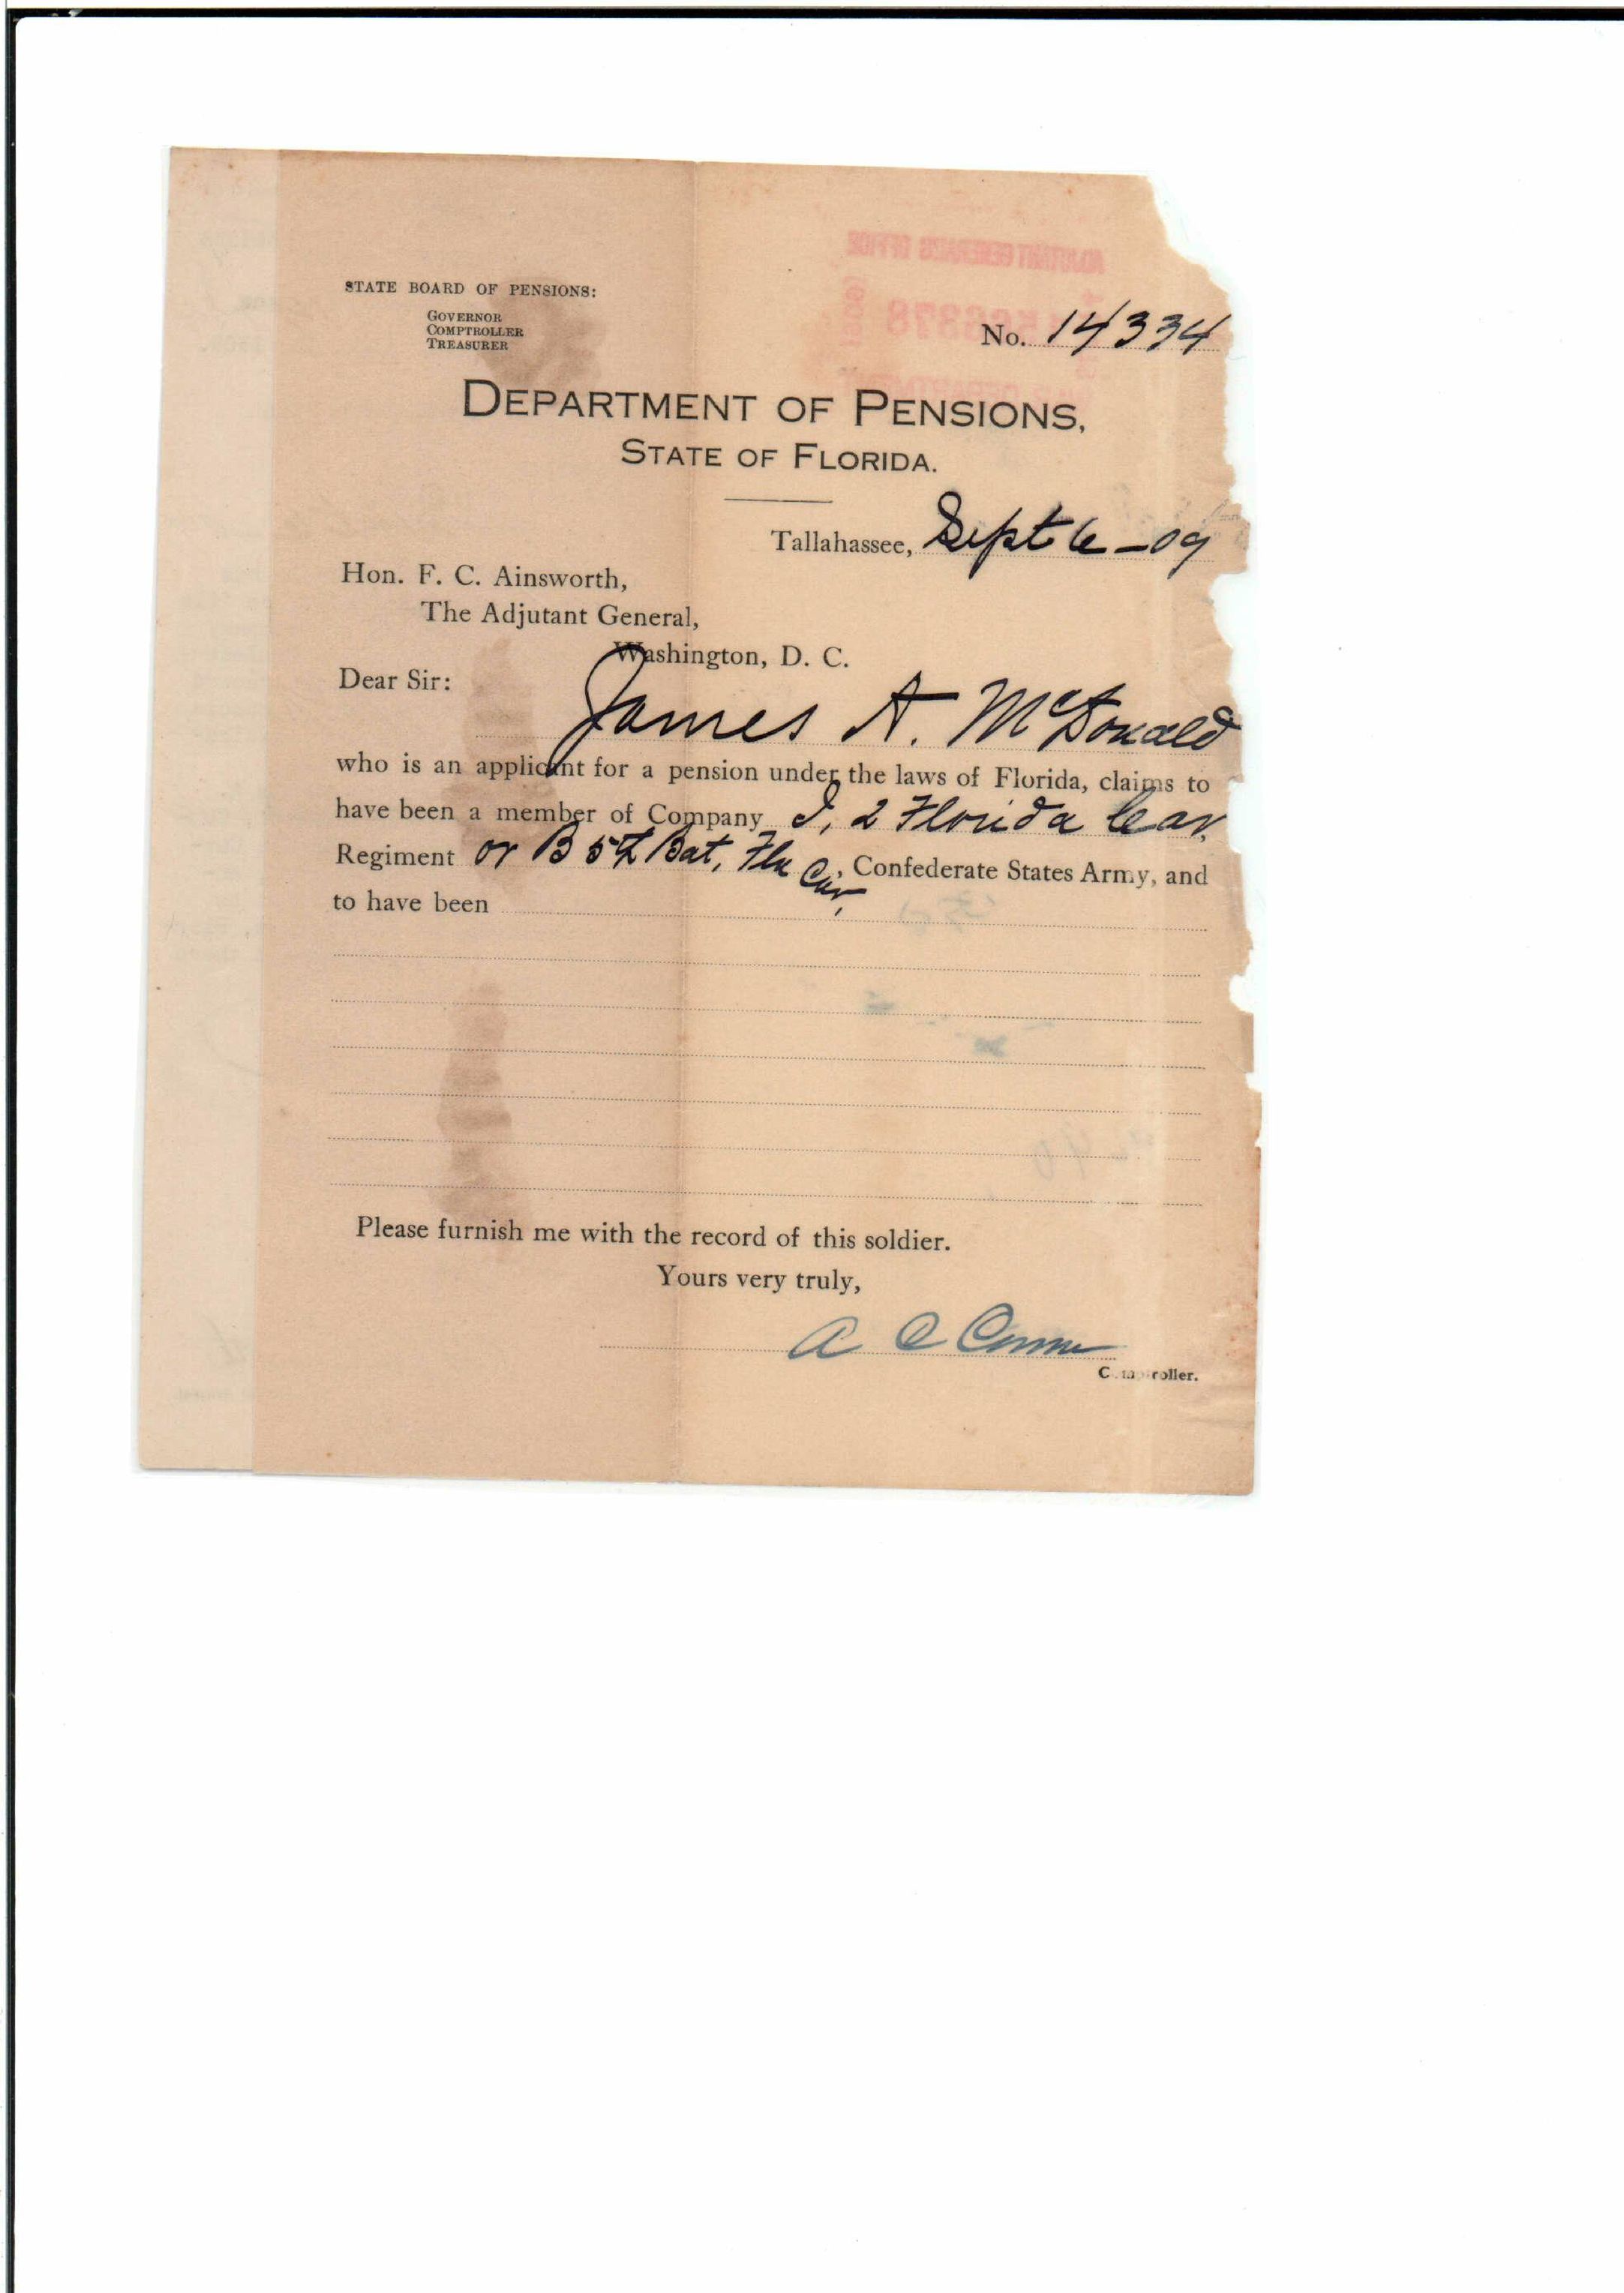 STATE BOARD OF PENSIONS:
GOVERNOR
COMPTROLLER
TREASURER
ADJUTANT GENERAL'S OFFICE
No. 14334
DEPARTMENT OF PENSIONS,
STATE OF FLORIDA.
Tallahassee, Sept 6-09
Hon. F. C. Ainsworth,
The Adjutant General,
Washington, D. C.
Dear Sir:
James A. McDonald
who is an applicant for a pension under the laws of Florida, claims to
have been a member of Company I, 2 Florida Cav,
Regiment or B 5th Bat, Fla Cav, Confederate States Army, and
to have been
Please furnish me with the record of this soldier.
Yours very truly,
A C Croom
Comptroller.